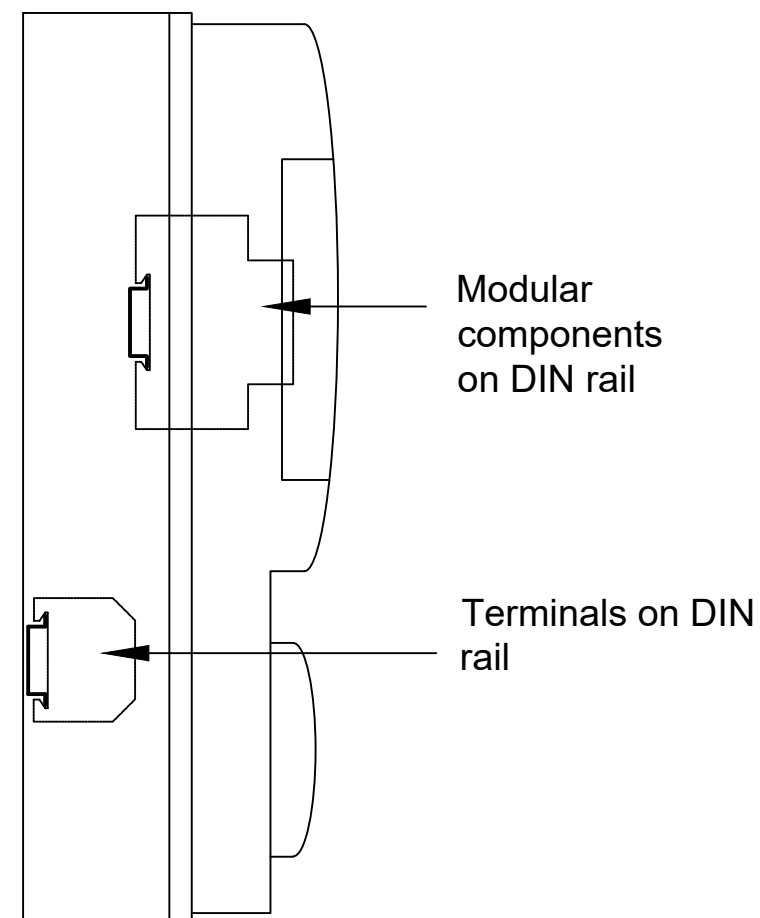 Modular
components
on DIN rail
Terminals on DIN
rail